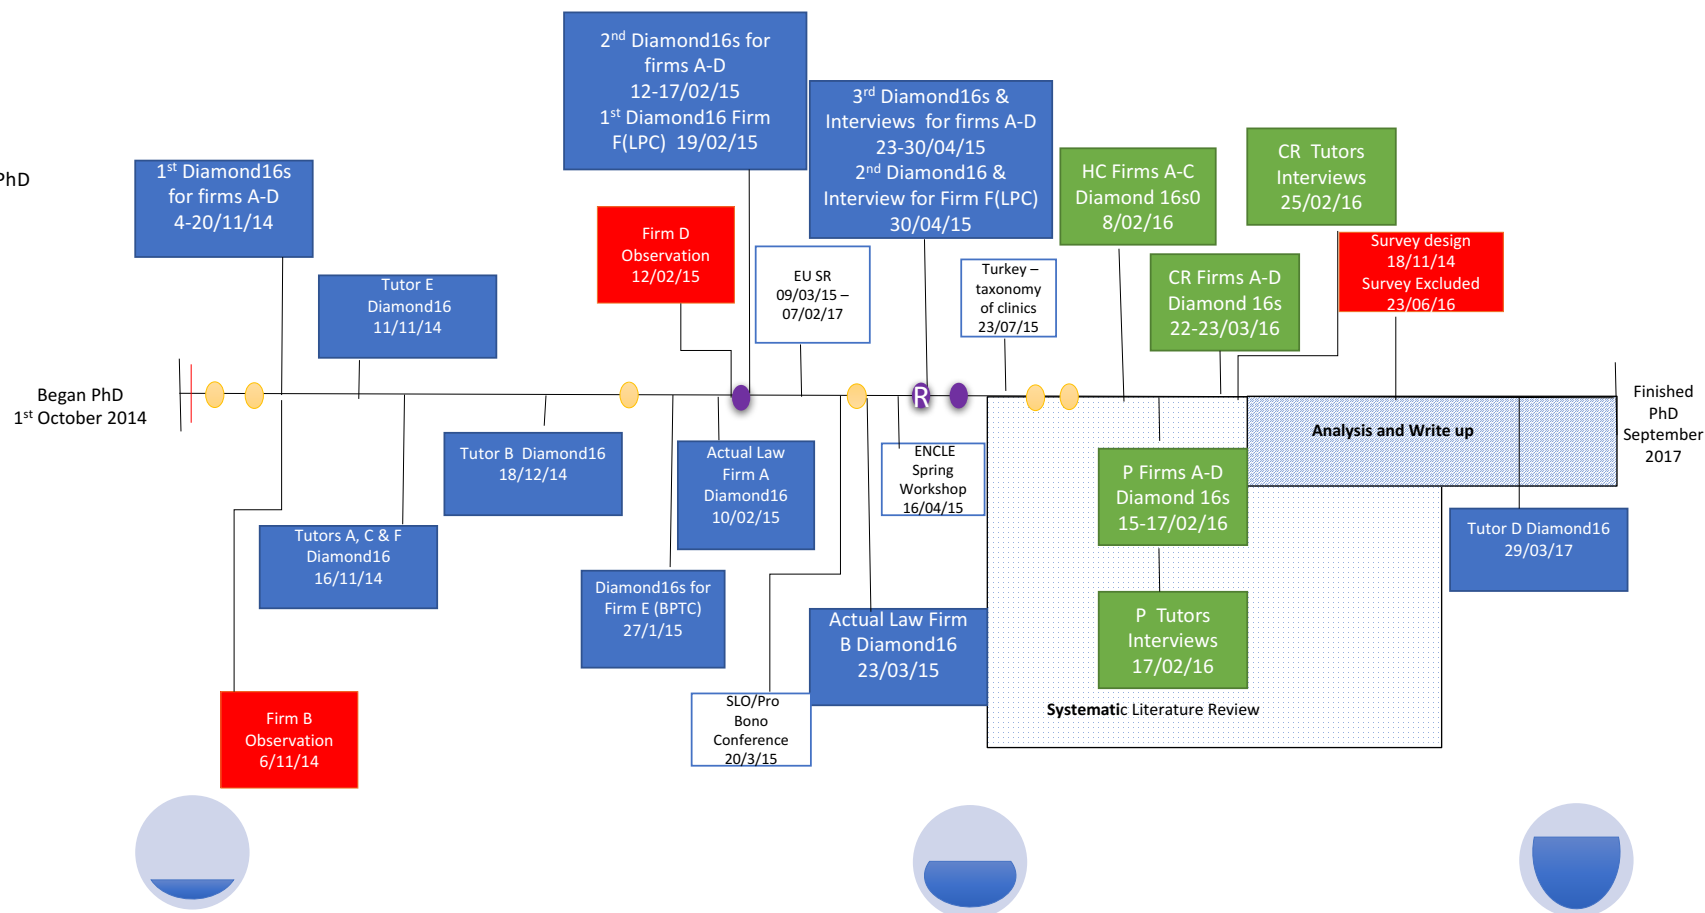 PhD
2nd Diamond16s for
firms A-D
12-17/02/15
1st Diamond16 Firm
F(LPC) 19/02/15
3rd Diamond16s &
Interviews for firms A-D
23-30/04/15
2nd Diamond16 &
Interview for Firm F(LPC)
30/04/15
1st Diamond16s
for firms A-D
4-20/11/14
HC Firms A-C
Diamond 16s0
8/02/16
CR Tutors
Interviews
25/02/16
Firm D
Observation
12/02/15
Survey design
18/11/14
Survey Excluded
23/06/16
EU SR
09/03/15 –
07/02/17
Turkey –
taxonomy
of clinics
23/07/15
CR Firms A-D
Diamond 16s
22-23/03/16
Tutor E
Diamond16
11/11/14
Began PhD
1st October 2014
R
Finished
PhD
September
2017
Analysis and Write up
Tutor B Diamond16
18/12/14
Actual Law
Firm A
Diamond16
10/02/15
ENCLE
Spring
Workshop
16/04/15
P Firms A-D
Diamond 16s
15-17/02/16
Tutor D Diamond16
29/03/17
Tutors A, C & F
Diamond16
16/11/14
Diamond16s for
Firm E (BPTC)
27/1/15
Actual Law Firm
B Diamond16
23/03/15
P Tutors
Interviews
17/02/16
Firm B
Observation
6/11/14
SLO/Pro
Bono
Conference
20/3/15
Systematic Literature Review